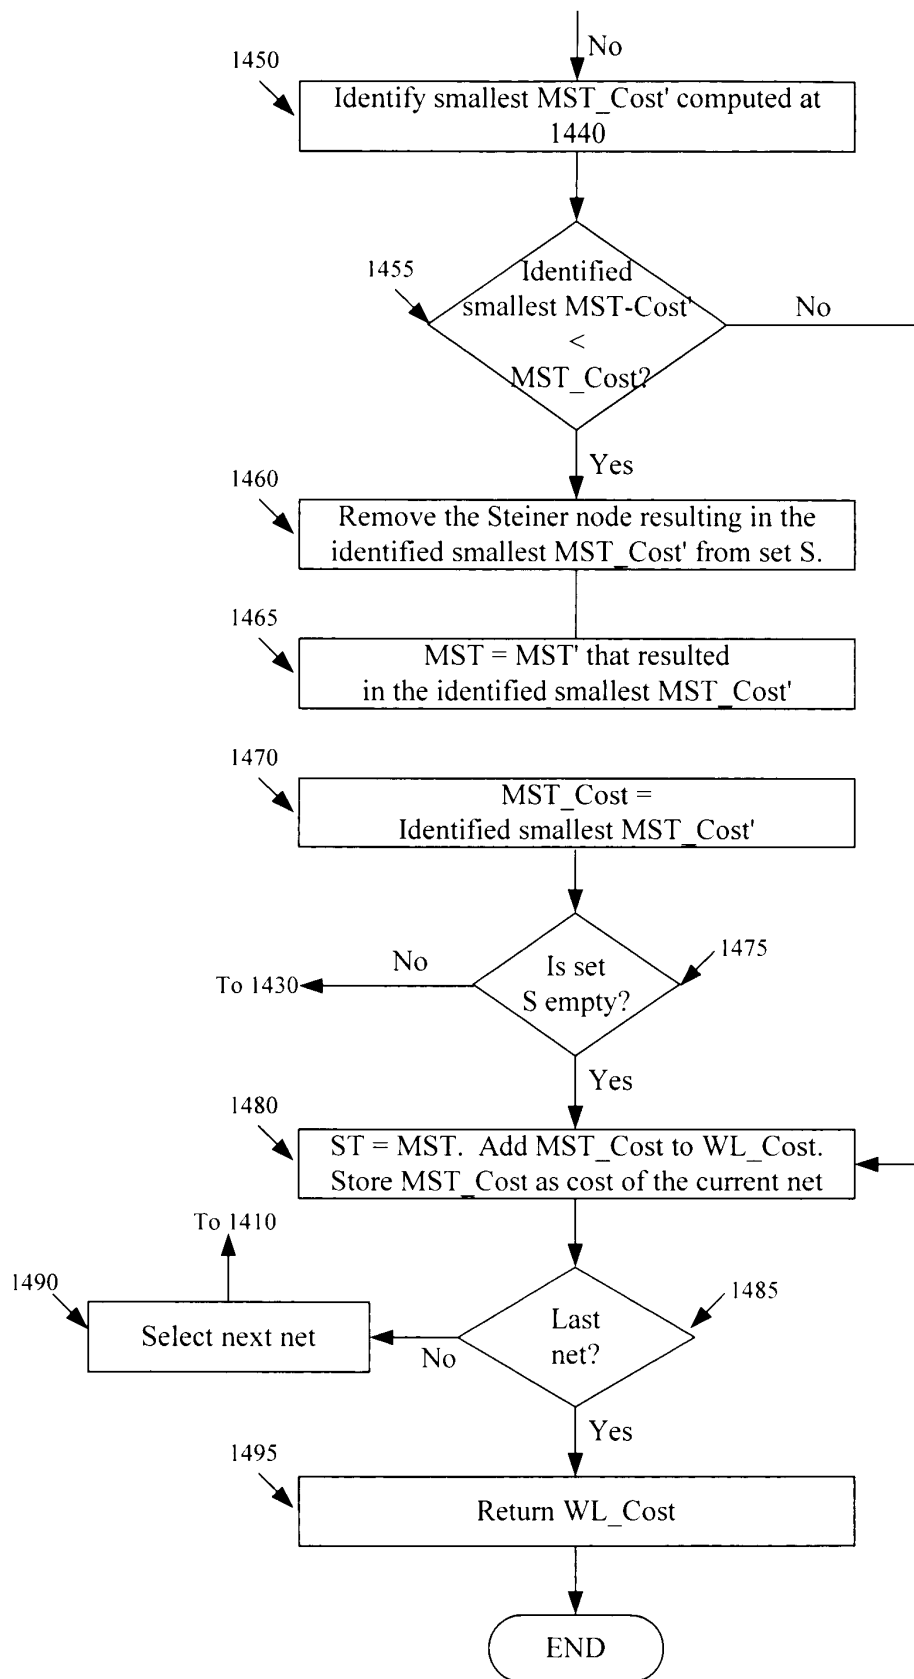 No
1450
Identify smallest MST_Cost' computed at
1440
1455
Identified
smallest MST-Cost'
<
MST_Cost?
No
Yes
1460
Remove the Steiner node resulting in the
identified smallest MST_Cost' from set S.
1465
MST = MST' that resulted
in the identified smallest MST_Cost'
1470
MST_Cost =
Identified smallest MST_Cost'
1475
Is set
S empty?
No
To 1430
Yes
1480
ST = MST. Add MST_Cost to WL_Cost.
Store MST_Cost as cost of the current net
To 1410
1490
Select next net
1485
Last
net?
No
Yes
1495
Return WL_Cost
END